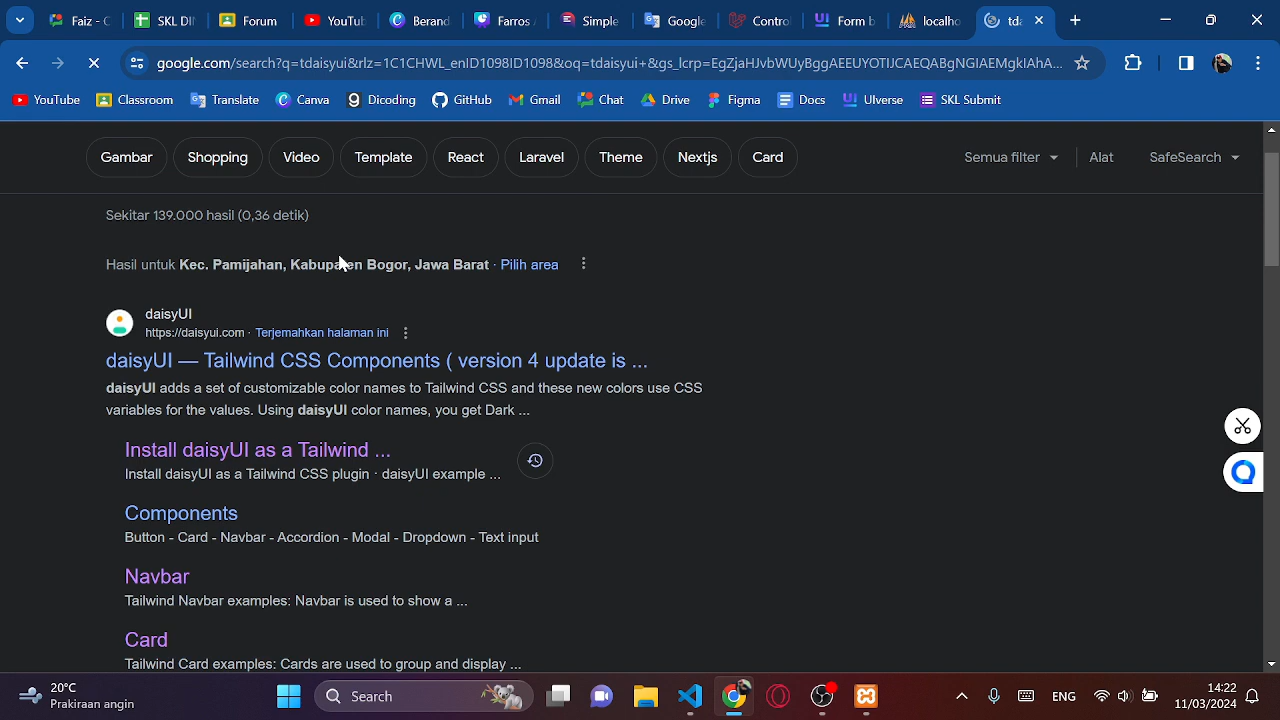 Faiz - C
SKL DII
Forum
YouTub
Berand
Farros
Simple
Google
Contro
Form b
localho
tda
google.com/search?q=tdaisyui&rlz=1C1CHWL_enID1098ID1098&oq=tdaisyui+&gs_lcrp=EgZjaHJvbWUyBggAEEUYOTIJCAEQABgNGIAEMgkIAhA...
YouTube
Classroom
Translate
Canva
Dicoding
GitHub
Gmail
Chat
Drive
Figma
Docs
UIverse
SKL Submit
Gambar
Shopping
Video
Template
React
Laravel
Theme
Nextjs
Card
Semua filter
Alat
SafeSearch
Sekitar 139.000 hasil (0,36 detik)
Hasil untuk Kec. Pamijahan, Kabupaten Bogor, Jawa Barat · Pilih area
daisyUI
https://daisyui.com · Terjemahkan halaman ini
daisyUI — Tailwind CSS Components ( version 4 update is ...
daisyUI adds a set of customizable color names to Tailwind CSS and these new colors use CSS
variables for the values. Using daisyUI color names, you get Dark ...
Install daisyUI as a Tailwind ...
Install daisyUI as a Tailwind CSS plugin · daisyUI example ...
Components
Button - Card - Navbar - Accordion - Modal - Dropdown - Text input
Navbar
Tailwind Navbar examples: Navbar is used to show a ...
Card
Tailwind Card examples: Cards are used to group and display ...
20°C
Prakiraan angin
Search
ENG
14:22
11/03/2024